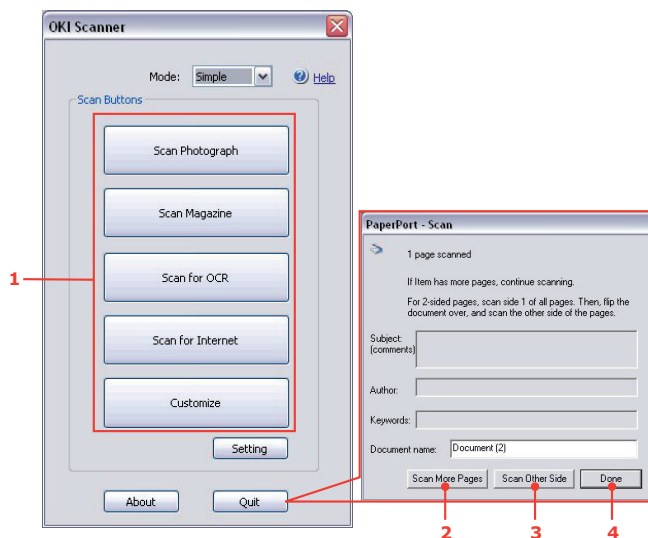 OKI Scanner
Mode: Simple Help
Scan Buttons
Scan Photograph
Scan Magazine
Scan for OCR
Scan for Internet
Customize
Setting
About Quit
1
PaperPort - Scan
1 page scanned
If Item has more pages, continue scanning.
For 2-sided pages, scan side 1 of all pages. Then, flip the
document over, and scan the other side of the pages.
Subject:
(comments)
Author:
Keywords:
Document name: Document (2)
Scan More Pages Scan Other Side Done
2 3 4